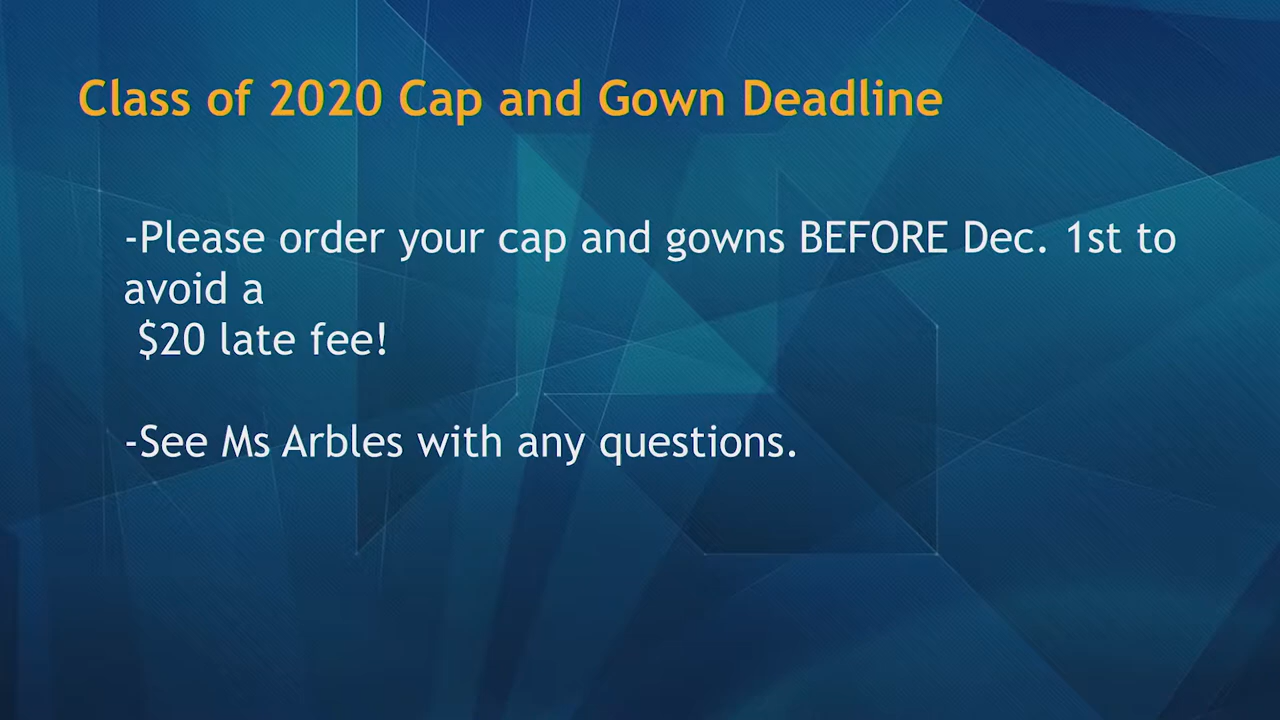 Class of 2020 Cap and Gown Deadline
-Please order your cap and gowns BEFORE Dec. 1st to
avoid a
$20 late fee!
-See Ms Arbles with any questions.